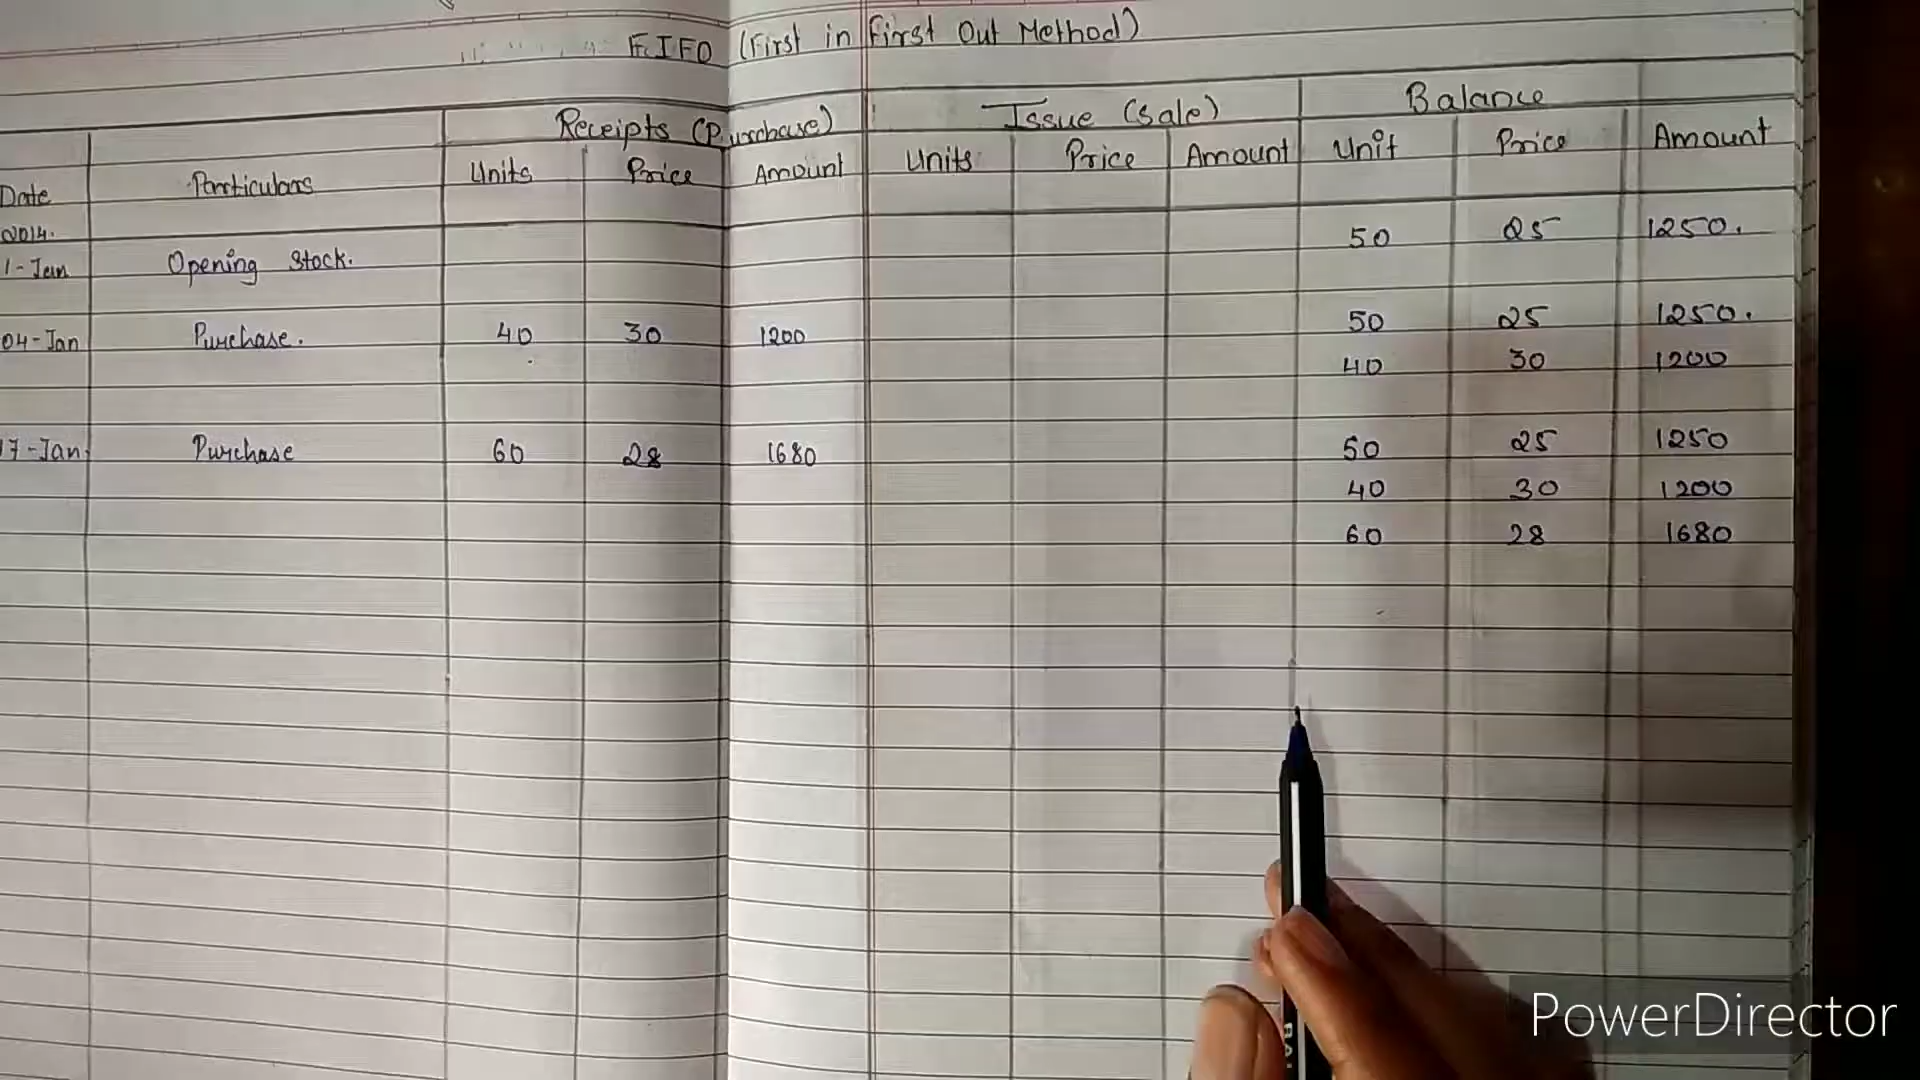 FIFO (First in First Out Method)
Receipts (Purchase) Issue (Sale) Balance
Date Particulars Units Price Amount Units Price Amount Unit Price Amount
2014. 50 25 1250.
1-Jan Opening Stock.
04-Jan Purchase. 40 30 1200 50 25 1250.
40 30 1200
17-Jan. Purchase 60 28 1680 50 25 1250
40 30 1200
60 28 1680
PowerDirector